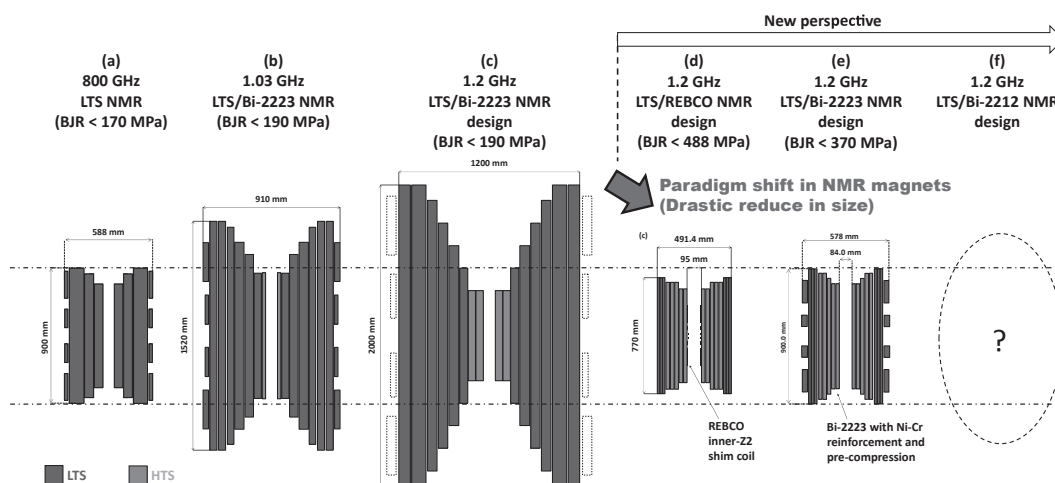 New perspective
(a)
800 GHz
LTS NMR
(BJR < 170 MPa)
(b)
1.03 GHz
LTS/Bi-2223 NMR
(BJR < 190 MPa)
(c)
1.2 GHz
LTS/Bi-2223 NMR
design
(BJR < 190 MPa)
(d)
1.2 GHz
LTS/REBCO NMR
design
(BJR < 488 MPa)
(e)
1.2 GHz
LTS/Bi-2223 NMR
design
(BJR < 370 MPa)
(f)
1.2 GHz
LTS/Bi-2212 NMR
design
Paradigm shift in NMR magnets
(Drastic reduce in size)
588 mm
900 mm
910 mm
1520 mm
1200 mm
2000 mm
(c)
491.4 mm
95 mm
770 mm
578 mm
84.0 mm
900.0 mm
?
REBCO
inner-Z2
shim coil
Bi-2223 with Ni-Cr
reinforcement and
pre-compression
LTS
HTS